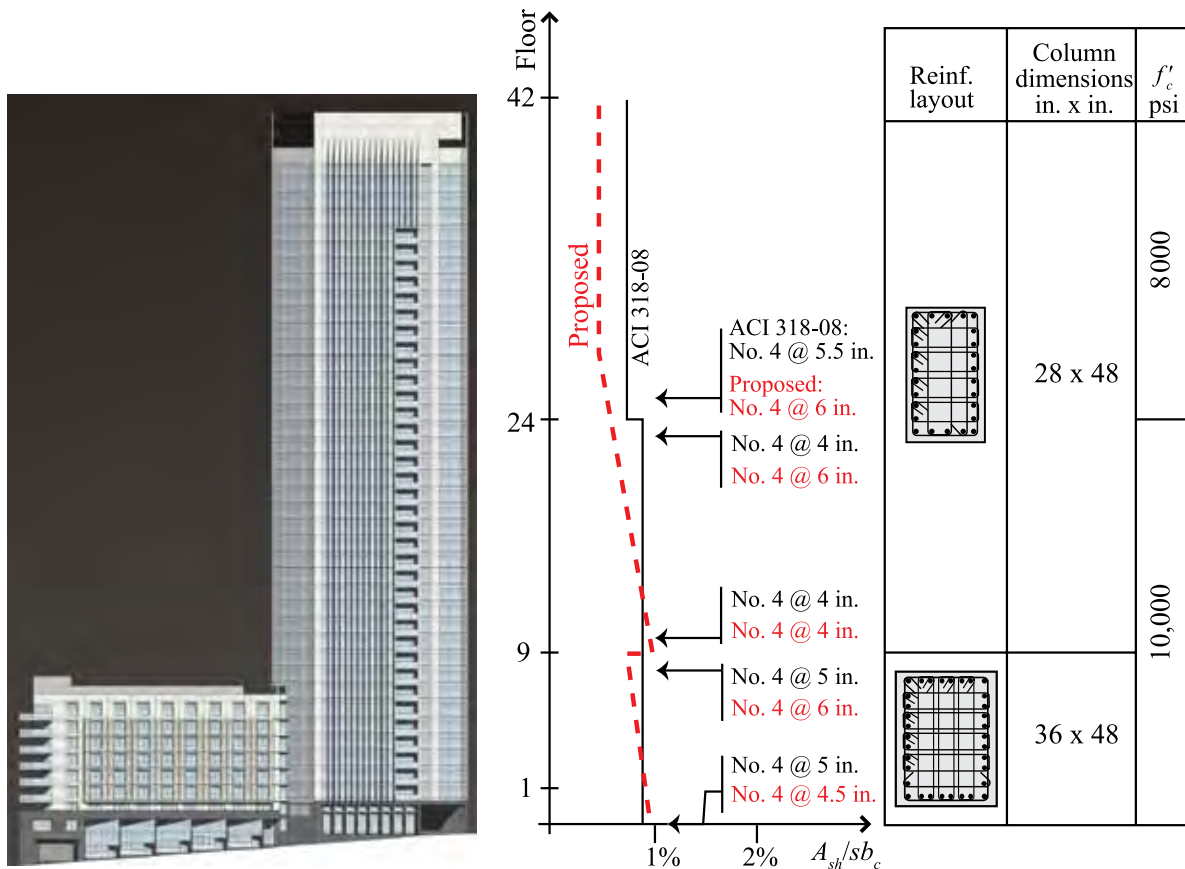 Floor
42
24
9
1
Proposed
ACI 318-08
ACI 318-08:
No. 4 @ 5.5 in.
Proposed:
No. 4 @ 6 in.
No. 4 @ 4 in.
No. 4 @ 6 in.
No. 4 @ 4 in.
No. 4 @ 4 in.
No. 4 @ 5 in.
No. 4 @ 6 in.
No. 4 @ 5 in.
No. 4 @ 4.5 in.
1%
2%
A_sh/sb_c
Reinf.
layout
Column
dimensions
in. x in.
f'_c
psi
28 x 48
8000
36 x 48
10,000